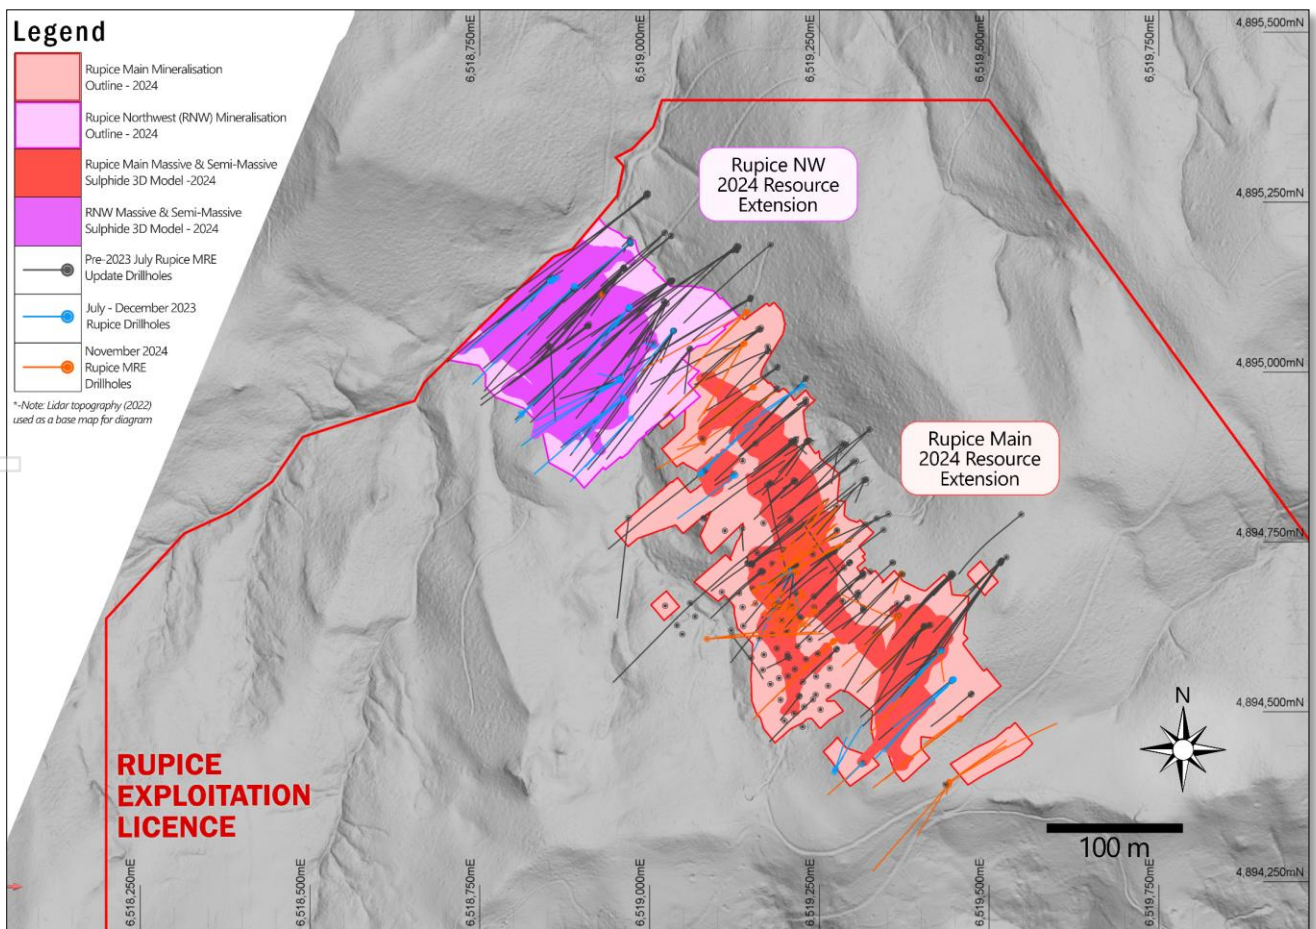 Legend
Rupice Main Mineralisation
Outline - 2024
Rupice Northwest (RNW) Mineralisation
Outline - 2024
Rupice Main Massive & Semi-Massive
Sulphide 3D Model -2024
RNW Massive & Semi-Massive
Sulphide 3D Model - 2024
Pre-2023 July Rupice MRE
Update Drillholes
July - December 2023
Rupice Drillholes
November 2024
Rupice MRE
Drillholes
*-Note: Lidar topography (2022)
used as a base map for diagram
6,518,750mE
6,519,000mE
6,519,250mE
6,519,500mE
6,519,750mE
4,895,500mN
4,895,250mN
4,895,000mN
4,894,750mN
4,894,500mN
4,894,250mN
Rupice NW
2024 Resource
Extension
Rupice Main
2024 Resource
Extension
RUPICE
EXPLOITATION
LICENCE
N
100 m
6,518,250mE
6,518,500mE
6,518,750mE
6,519,000mE
6,519,250mE
6,519,500mE
6,519,750mE